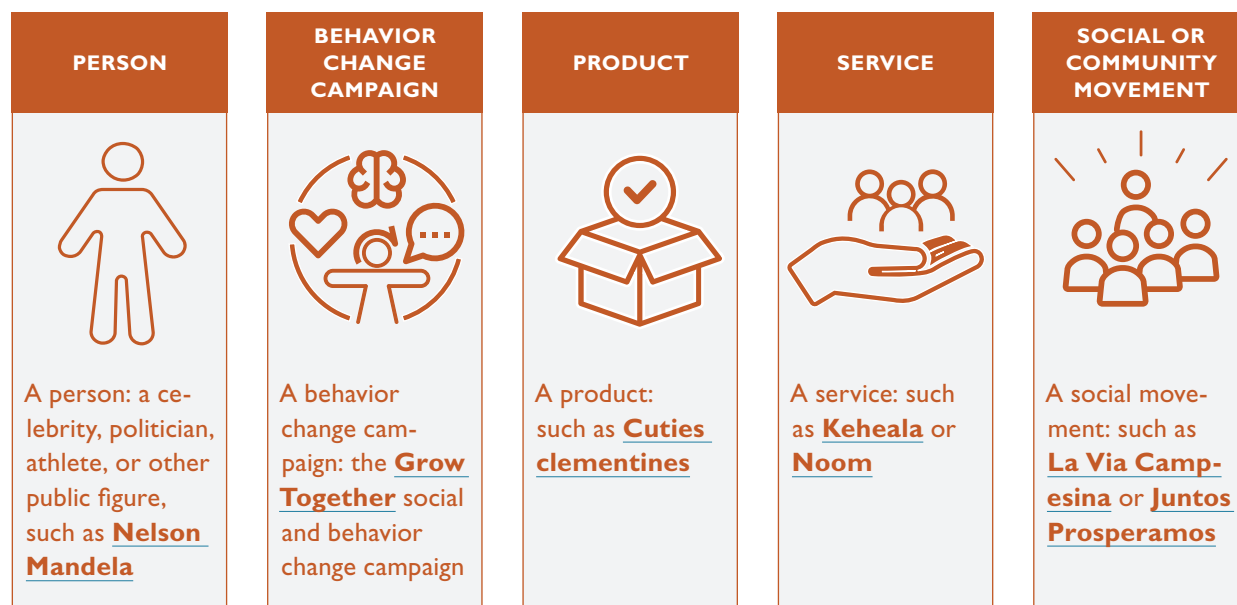 PERSON
A person: a ce-
lebrity, politician,
athlete, or other
public figure,
such as Nelson
Mandela
BEHAVIOR
CHANGE
CAMPAIGN
A behavior
change cam-
paign: the Grow
Together social
and behavior
change campaign
PRODUCT
A product:
such as Cuties
clementines
SERVICE
A service: such
as Keheala or
Noom
SOCIAL OR
COMMUNITY
MOVEMENT
A social move-
ment: such as
La Via Camp-
esina or Juntos
Prosperamos